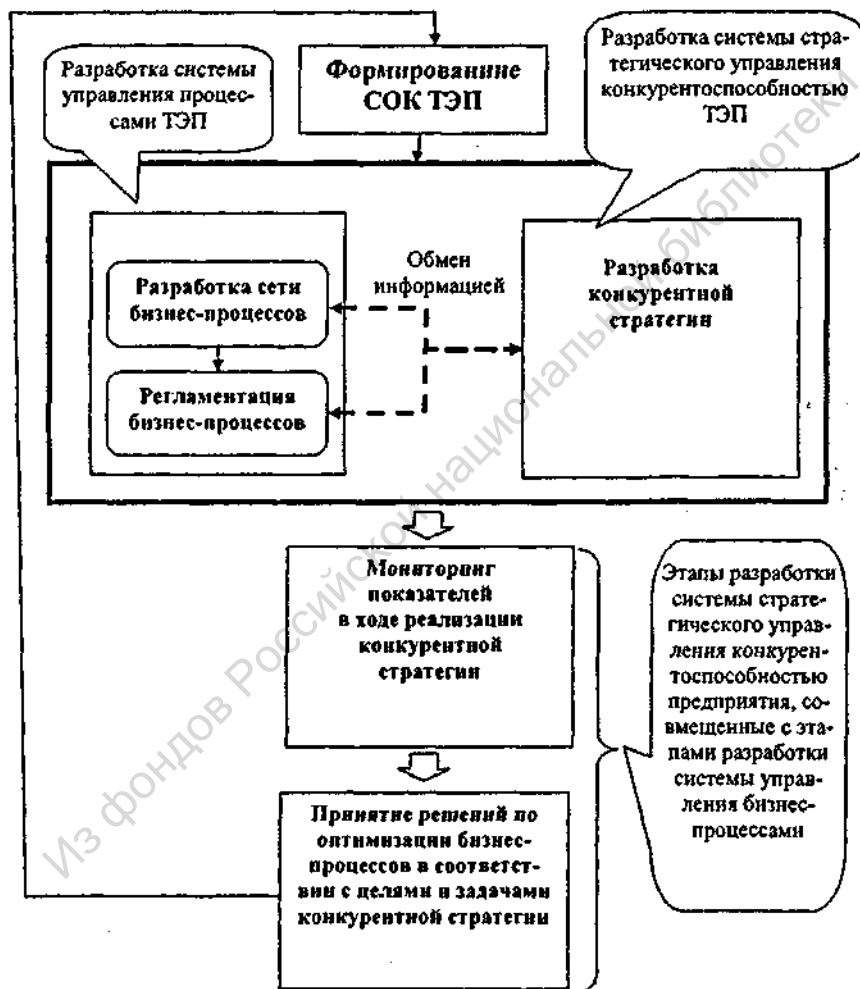 Разработка системы
управления процес-
сами ТЭП
Формированние
СОК ТЭП
Разработка системы стра-
тегического управления
конкурентоспособностью
ТЭП
Разработка сети
бизнес-процессов
Регламентация
бизнес-процессов
Обмен
информацией
Разработка
конкурентной
стратегии
Мониторинг
показателей
в ходе реализации
конкурентной
стратегии
Принятие решений по
оптимизации бизнес-
процессов в соответст-
вии с целями и задачами
конкурентной стратегии
Этапы разработки
системы страте-
гического управ-
ления конкурен-
тоспособностью
предприятия, со-
вмещенные с эта-
пами разработки
системы управ-
ления бизнес-
процессами
Из фондов Российской национальной библиотеки